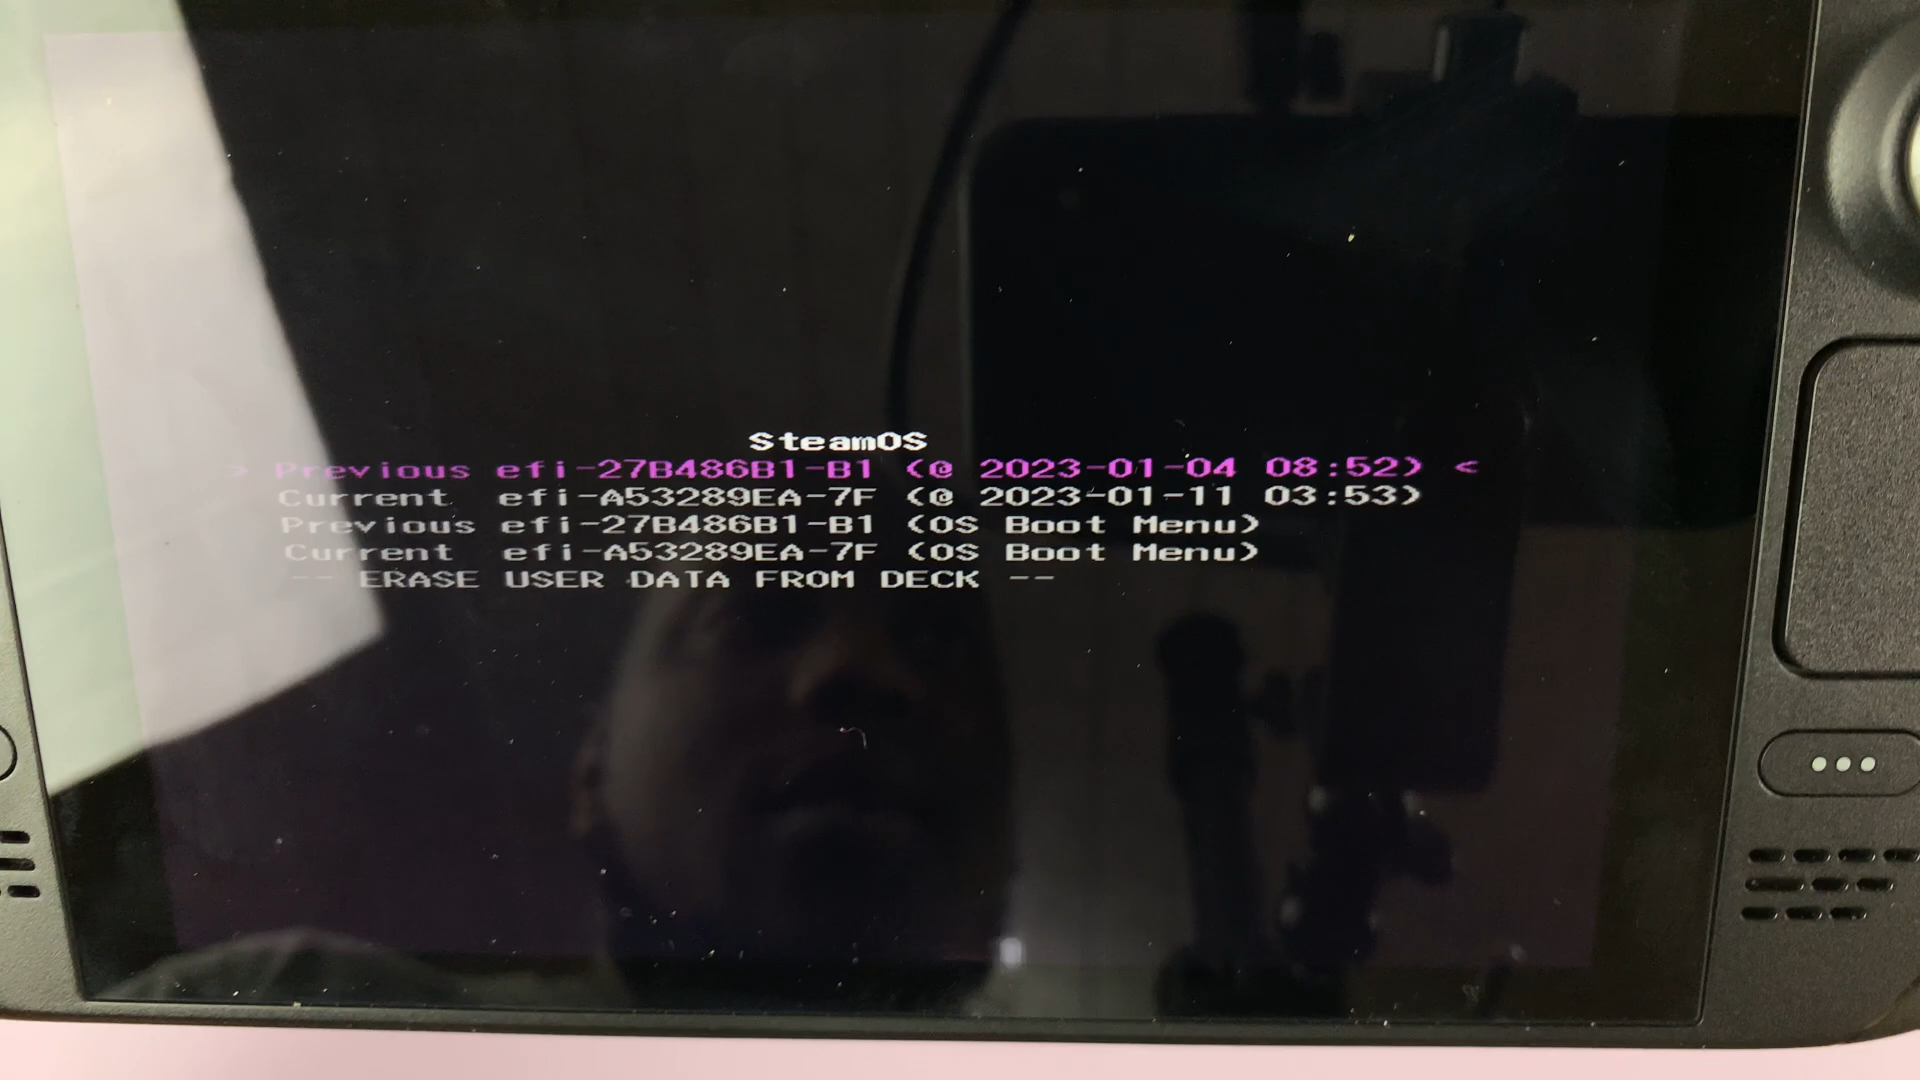 SteamOS
> Previous efi-27B486B1-B1 (@ 2023-01-04 08:52) <
Current efi-A53289EA-7F (@ 2023-01-11 03:53)
Previous efi-27B486B1-B1 (OS Boot Menu)
Current efi-A53289EA-7F (OS Boot Menu)
-- ERASE USER DATA FROM DECK --